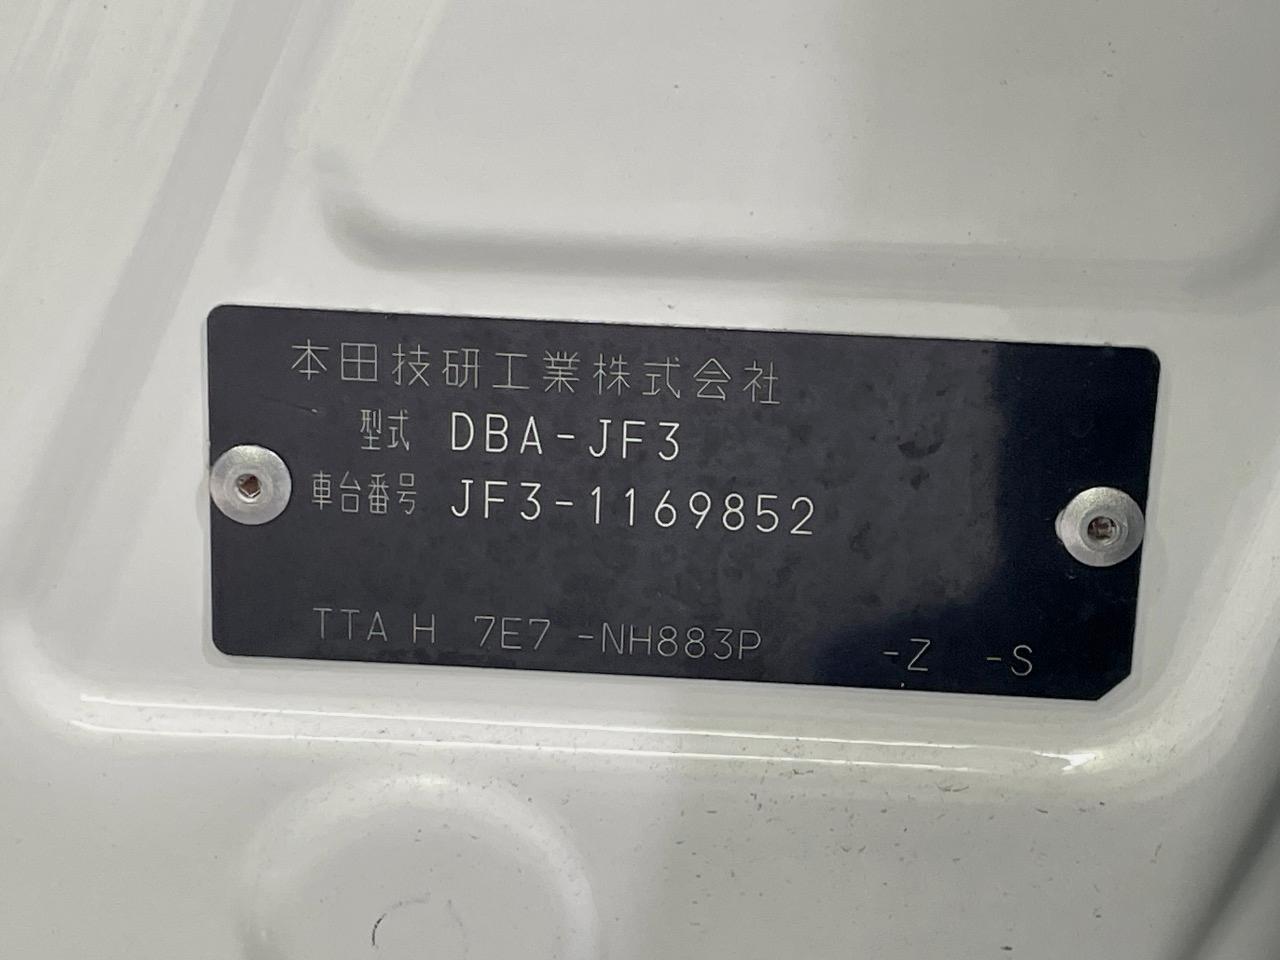 本田技研工業株式会社
型式 DBA-JF3
車台番号 JF3-1169852
TTA H 7E7 -NH883P -Z -S